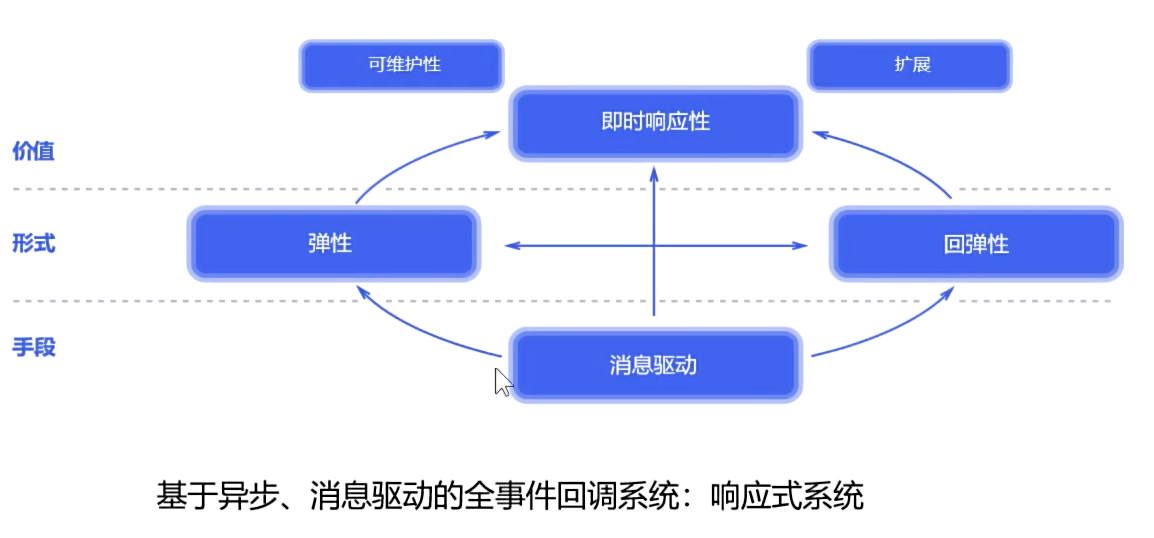 可维护性
扩展
即时响应性
价值
形式
弹性
回弹性
手段
消息驱动
基于异步、消息驱动的全事件回调系统：响应式系统